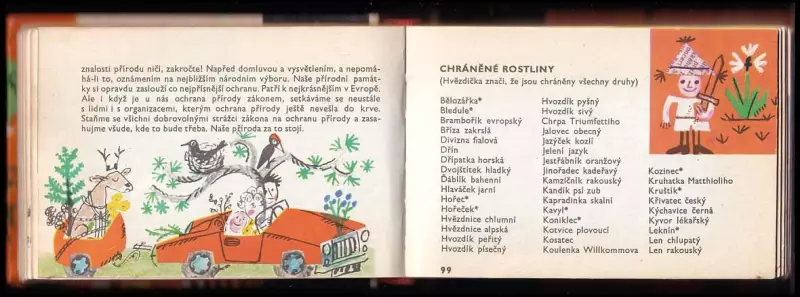 znalosti přírodu ničí, zakročte! Napřed domluvou a vysvětlením, a nepomá-
há-li to, oznámením na nejbližším národním výboru. Naše přírodní památ-
ky si opravdu zaslouží co nejpřísnější ochranu. Patří k nejkrásnějším v Evropě.
Ale i když je u nás ochrana přírody zákonem, setkáváme se neustále
s lidmi i s organizacemi, kterým ochrana přírody ještě nevešla do krve.
Staňme se všichni dobrovolnými strážci zákona na ochranu přírody a zasa-
hujme všude, kde to bude třeba. Naše příroda za to stojí.
CHRÁNĚNÉ ROSTLINY
(Hvězdička značí, že jsou chráněny všechny druhy)
Bělozářka*
Bledule*
Brambořík evropský
Bříza zakrslá
Divizna fialová
Dřín
Dřípatka horská
Dvojštítek hladký
Ďáblík bahenní
Hlaváček jarní
Hořec*
Hořeček*
Hvězdnice chlumní
Hvězdnice alpská
Hvozdík peřitý
Hvozdík písečný
Hvozdík pyšný
Hvozdík sivý
Chrpa Triumfettiho
Jalovec obecný
Jazýček kozlí
Jelení jazyk
Jestřábník oranžový
Jinořadec kadeřavý
Kamzičník rakouský
Kandík psí zub
Kapradinka skalní
Kavyl*
Koniklec*
Kotvice plovoucí
Kosatec
Koulenka Willkommova
Kozinec*
Kruhatka Matthioliho
Kruštík*
Křivatec český
Kýchavice černá
Kyvor lékařský
Leknín*
Len chlupatý
Len rakouský
99